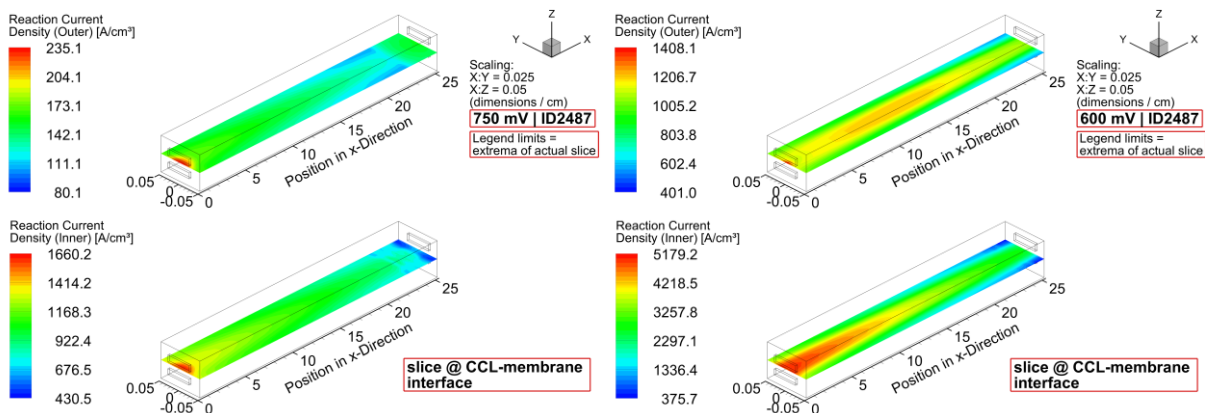 Reaction Current
Density (Outer) [A/cm³]
235.1
204.1
173.1
142.1
111.1
80.1
Z
Y
X
Scaling:
X:Y = 0.025
X:Z = 0.05
(dimensions / cm)
750 mV | ID2487
Legend limits =
extrema of actual slice
25
20
15
10
5
0
0.05
0
-0.05
Position in x-Direction
Reaction Current
Density (Outer) [A/cm³]
1408.1
1206.7
1005.2
803.8
602.4
401.0
Z
Y
X
Scaling:
X:Y = 0.025
X:Z = 0.05
(dimensions / cm)
600 mV | ID2487
Legend limits =
extrema of actual slice
25
20
15
10
5
0
0.05
0
-0.05
Position in x-Direction
Reaction Current
Density (Inner) [A/cm³]
1660.2
1414.2
1168.3
922.4
676.5
430.5
25
20
15
10
5
0
0.05
0
-0.05
Position in x-Direction
slice @ CCL-membrane
interface
Reaction Current
Density (Inner) [A/cm³]
5179.2
4218.5
3257.8
2297.1
1336.4
375.7
25
20
15
10
5
0
0.05
0
-0.05
Position in x-Direction
slice @ CCL-membrane
interface